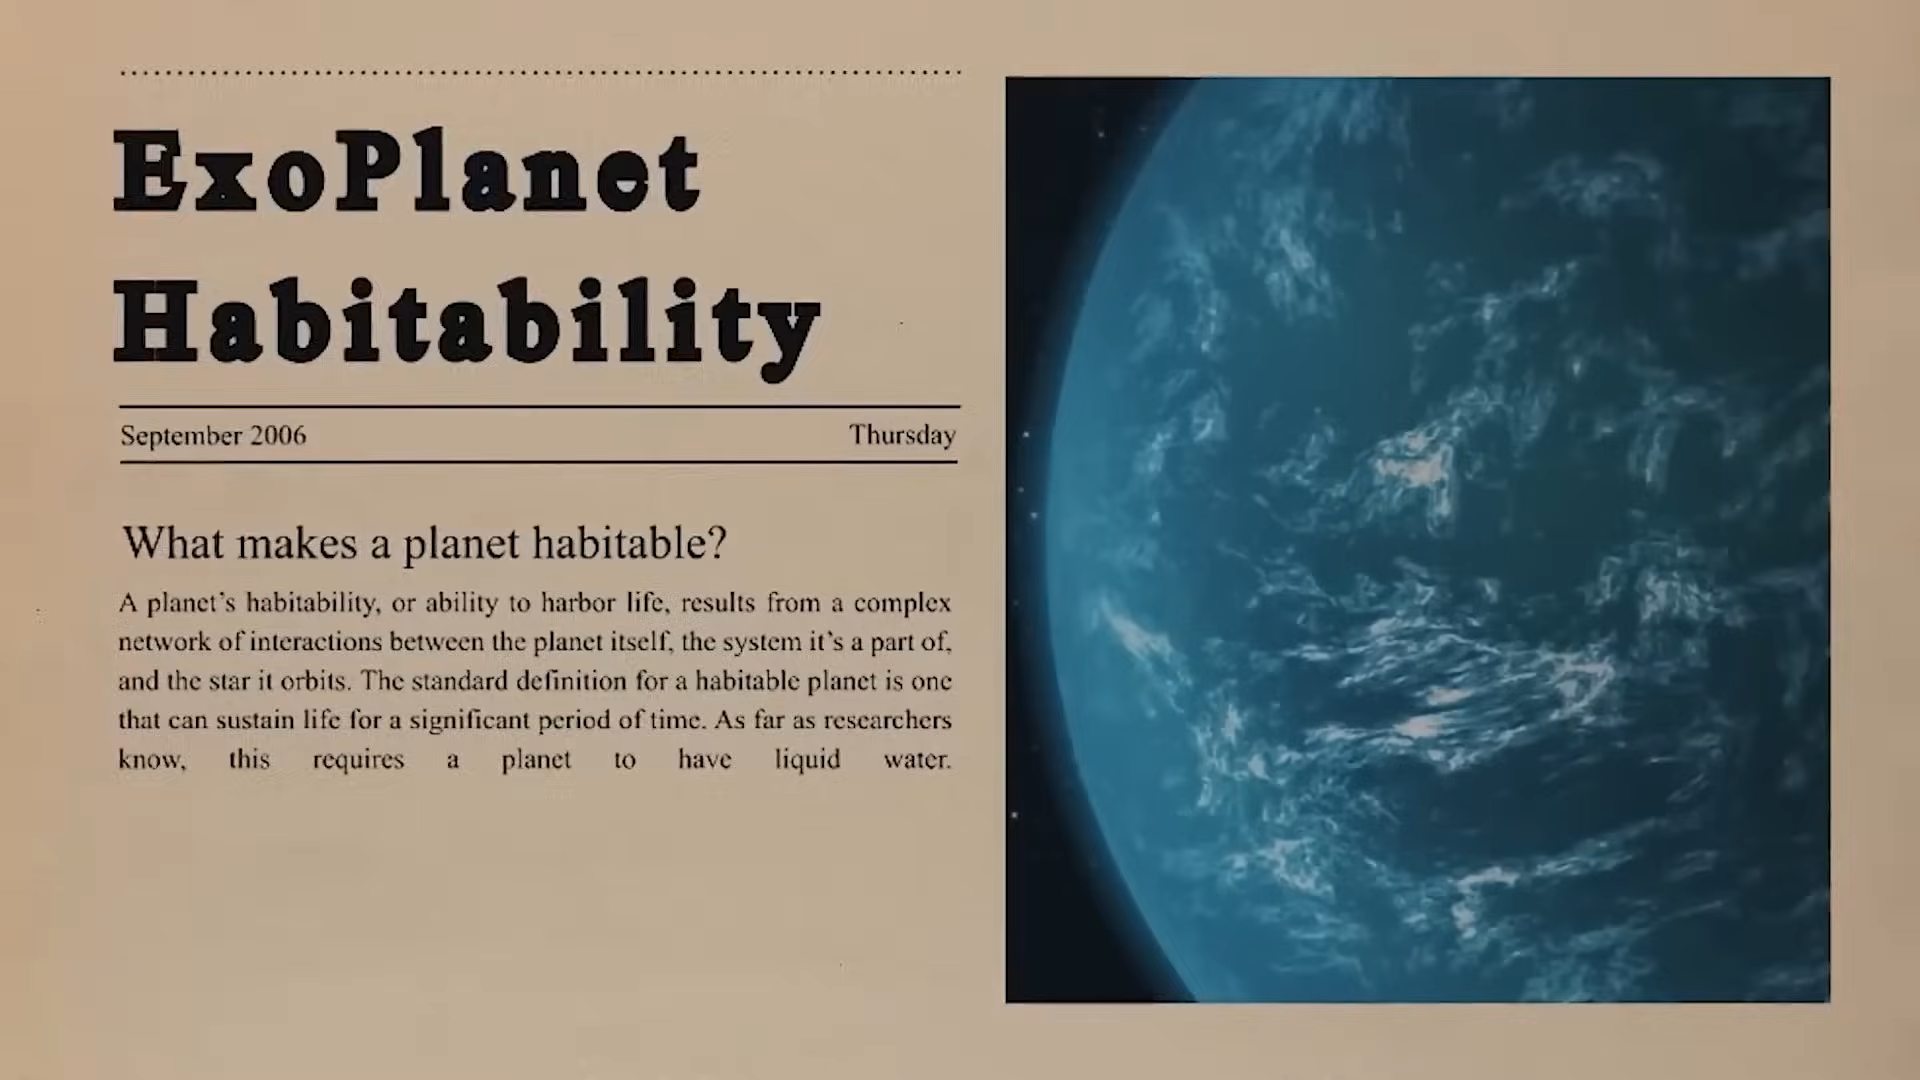 ExoPlanet
Habitability
September 2006 Thursday
What makes a planet habitable?
A planet's habitability, or ability to harbor life, results from a complex
network of interactions between the planet itself, the system it's a part of,
and the star it orbits. The standard definition for a habitable planet is one
that can sustain life for a significant period of time. As far as researchers
know, this requires a planet to have liquid water.